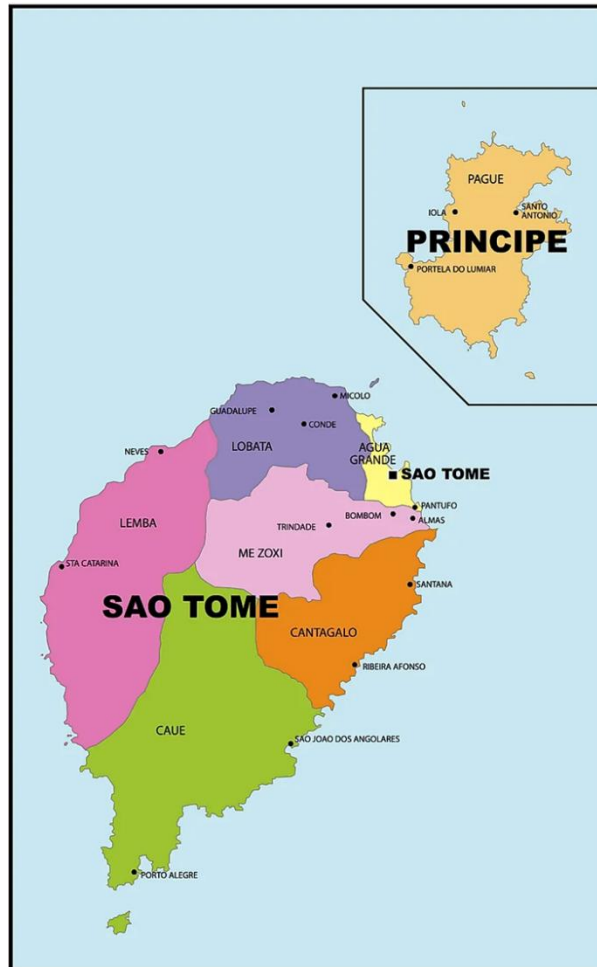 PAGUE
IOLA
SANTO
ANTONIO
PRINCIPE
PORTELA DO LUMIAR
MICOLO
GUADALUPE
CONDE
LOBATA
AGUA
GRANDE
NEVES
SAO TOME
PANTUFO
BOMBOM
ALMAS
LEMBA
TRINDADE
ME ZOXI
STA CATARINA
SANTANA
SAO TOME
CANTAGALO
RIBEIRA AFONSO
CAUE
SAO JOAO DOS ANGOLARES
PORTO ALEGRE